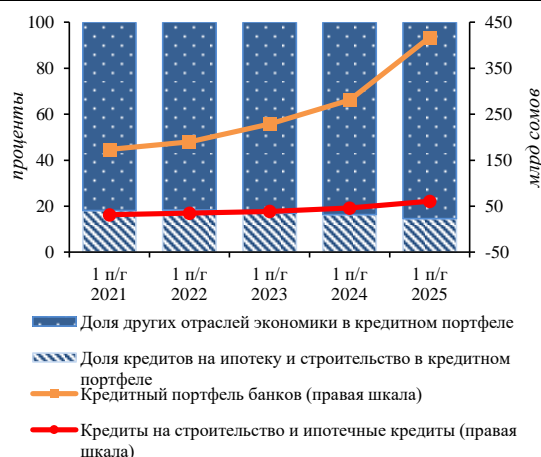 проценты
100
80
60
40
20
0
450
350
250
150
50
-50
млрд сомов
1 п/г 1 п/г 1 п/г 1 п/г 1 п/г
2021 2022 2023 2024 2025
Доля других отраслей экономики в кредитном портфеле
Доля кредитов на ипотеку и строительство в кредитном
портфеле
Кредитный портфель банков (правая шкала)
Кредиты на строительство и ипотечные кредиты (правая
шкала)